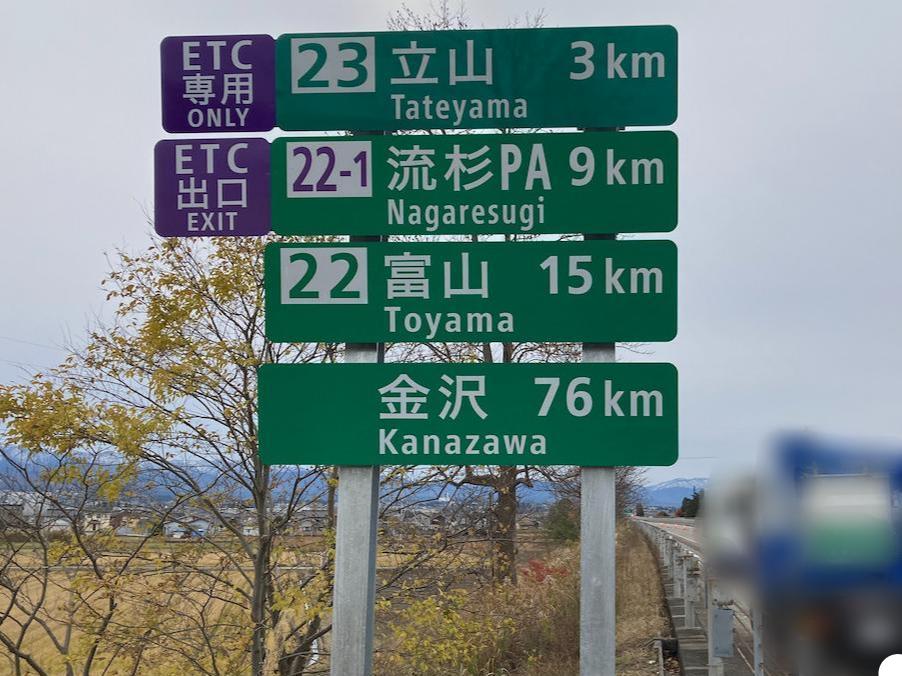 ETC
専用
ONLY
23 立山 3 km
Tateyama
ETC
出口
EXIT
22-1 流杉PA 9 km
Nagaresugi
22 富山 15 km
Toyama
金沢 76 km
Kanazawa